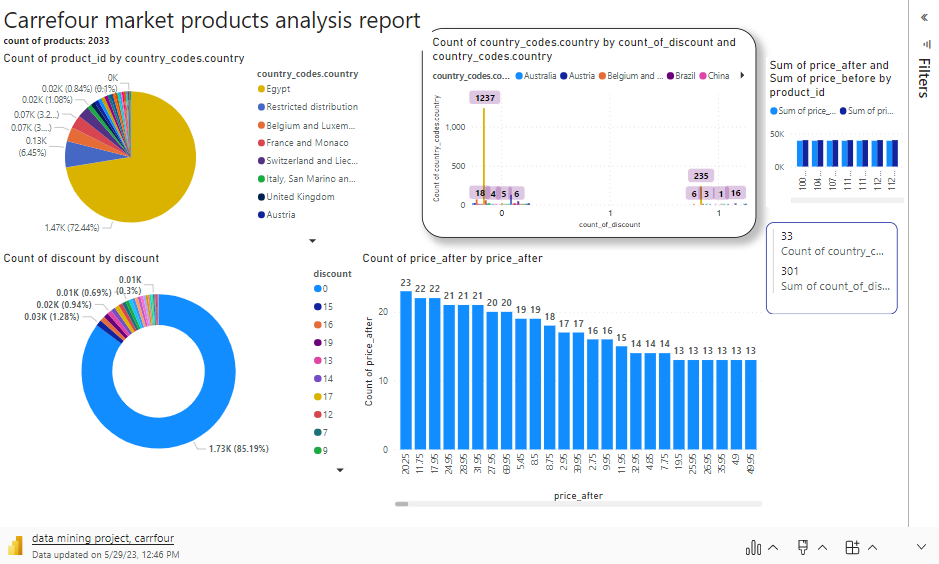 Carrefour market products analysis report
count of products: 2033
Count of product_id by country_codes.country
0K
0.02K (0.84%) (0.1%)
0.02K (1.08%)
0.07K (3.2...)
0.07K (3....)
0.13K
(6.45%)
1.47K (72.44%)
country_codes.country
Egypt
Restricted distribution
Belgium and Luxem...
France and Monaco
Switzerland and Liec...
Italy, San Marino an...
United Kingdom
Austria
Count of country_codes.country by count_of_discount and
country_codes.country
country_codes.co...
Australia
Austria
Belgium and ...
Brazil
China
Count of country_codes.country
1,000
500
0
1237
18 4 5 6
235
6 3 1 16
0 1 1
count_of_discount
Sum of price_after and
Sum of price_before by
product_id
Sum of price_...
Sum of pri...
50K
0K
100...
104...
107...
111...
111...
112...
112...
33
Count of country_c...
301
Sum of count_of_dis...
Filters
Count of discount by discount
0.01K
0.01K (0.69%) (0.3%)
0.02K (0.94%)
0.03K (1.28%)
1.73K (85.19%)
discount
0
15
16
19
13
14
17
12
7
9
Count of price_after by price_after
Count of price_after
20
10
0
23 22 22 21 21 21 20 20 19 19 18 17 17 16 16 15 14 14 14 13 13 13 13 13 13
20.25 11.75 17.95 24.95 28.95 31.95 27.95 69.95 5.45 8.5 8.75 2.95 39.95 2.75 9.95 11.95 32.95 4.85 7.75 19.5 25.95 26.95 35.95 4.9 49.95
price_after
data mining project, carrfour
Data updated on 5/29/23, 12:46 PM